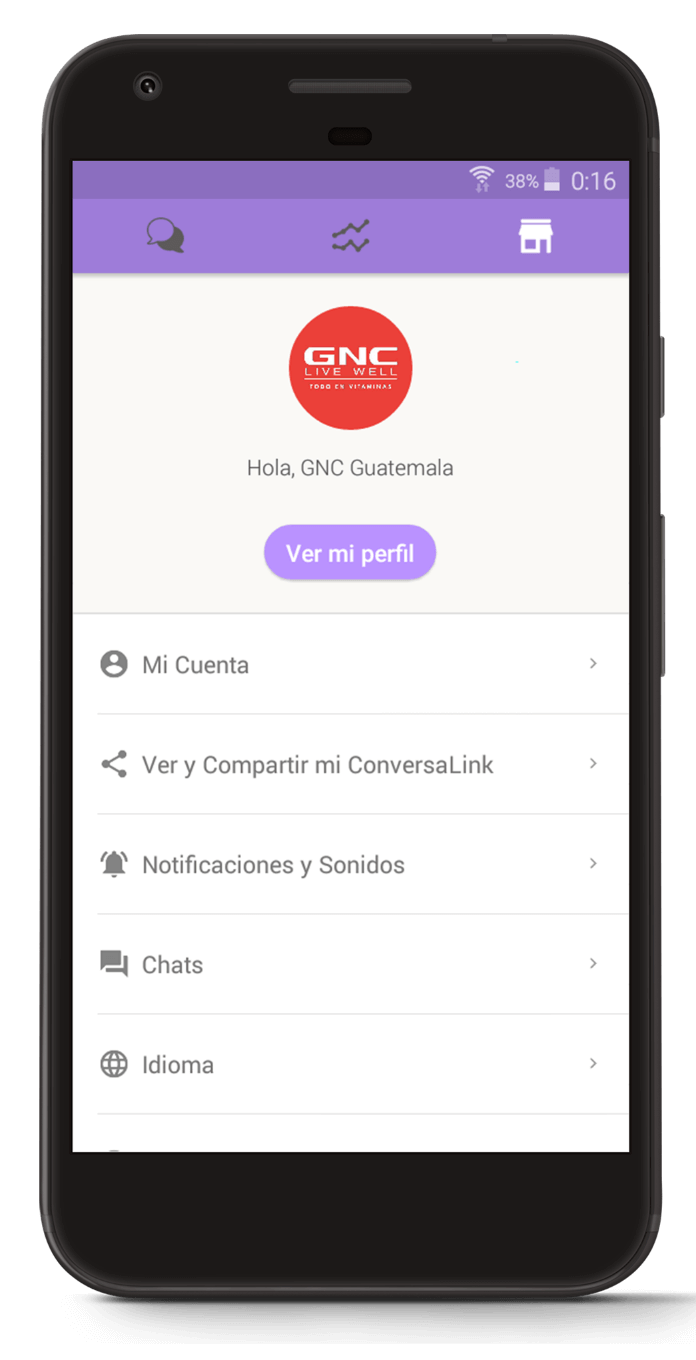 38% 0:16
GNC
LIVE WELL
TODO EN VITAMINAS
Hola, GNC Guatemala
Ver mi perfil
Mi Cuenta
Ver y Compartir mi ConversaLink
Notificaciones y Sonidos
Chats
Idioma